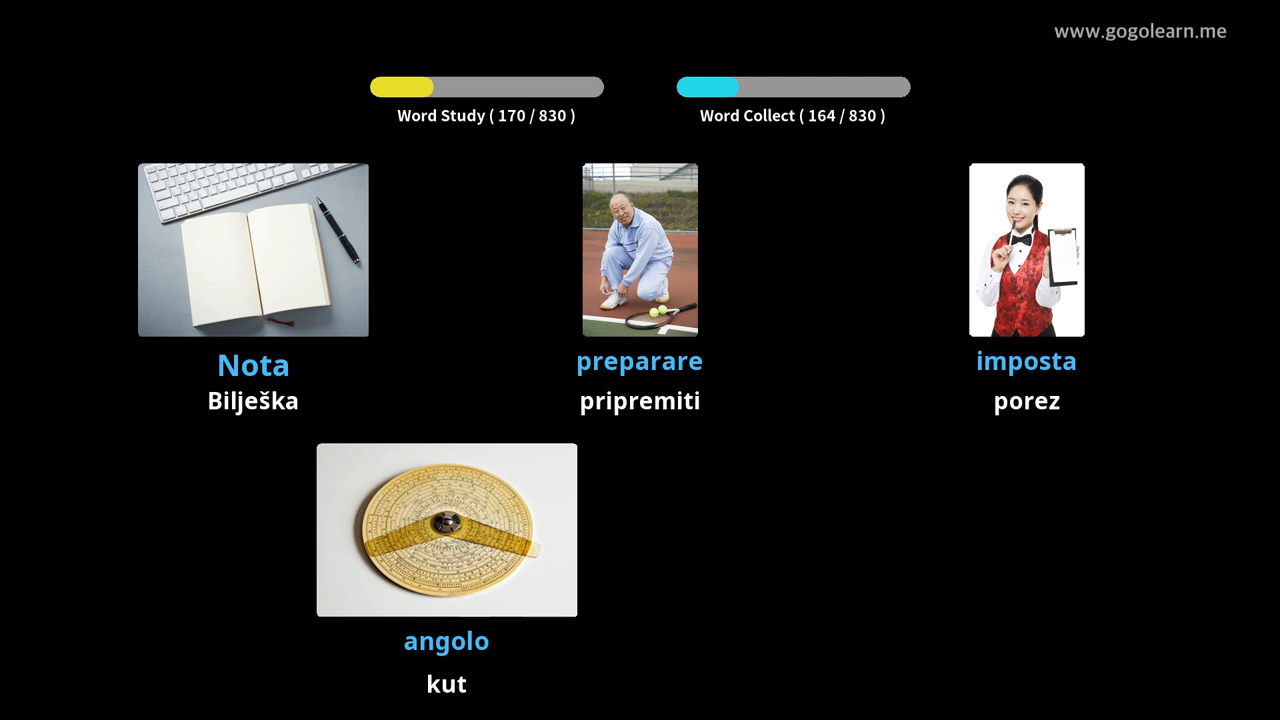 www.gogolearn.me
Word Study ( 170 / 830 )
Word Collect ( 164 / 830 )
Nota
Bilješka
preparare
pripremiti
imposta
porez
angolo
kut